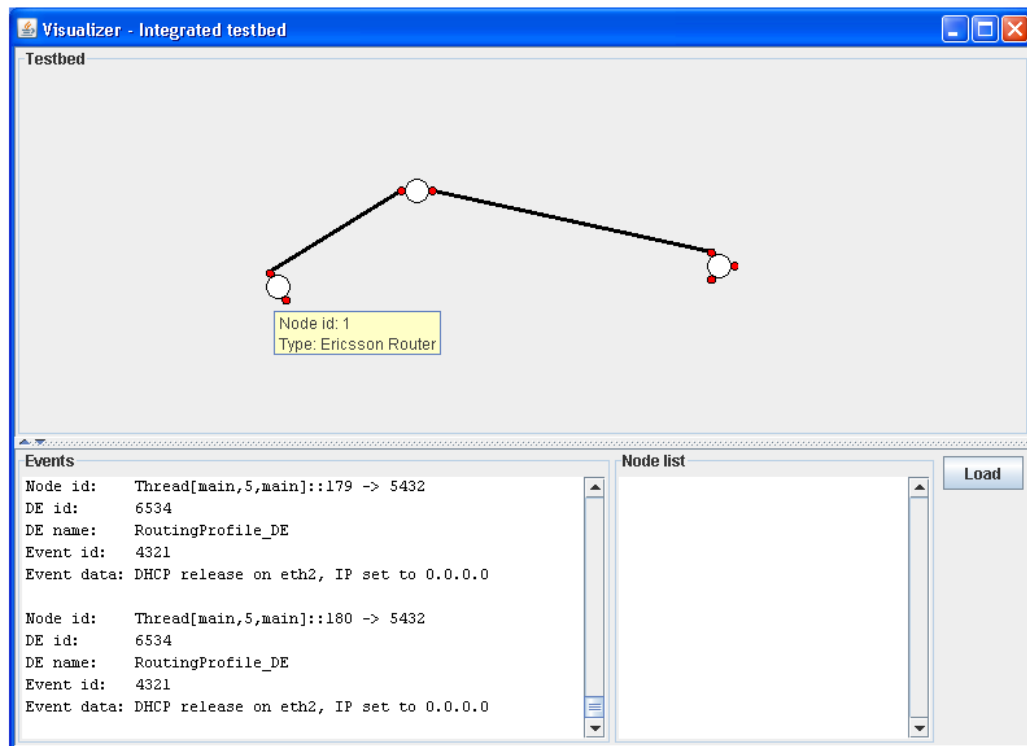 Visualizer - Integrated testbed
Testbed
Node id: 1
Type: Ericsson Router
Events
Node id: Thread[main,5,main]::179 -> 5432
DE id: 6534
DE name: RoutingProfile_DE
Event id: 4321
Event data: DHCP release on eth2, IP set to 0.0.0.0
Node id: Thread[main,5,main]::180 -> 5432
DE id: 6534
DE name: RoutingProfile_DE
Event id: 4321
Event data: DHCP release on eth2, IP set to 0.0.0.0
Node list
Load